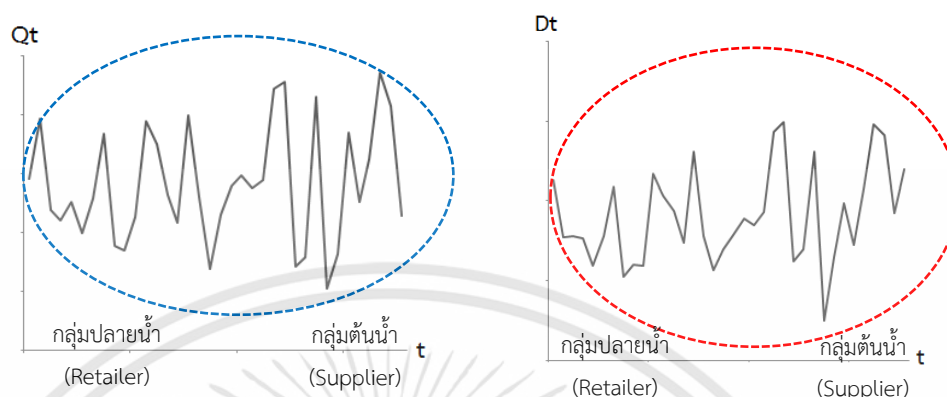 Qt
กลุ่มปลายน้ำ
(Retailer)
กลุ่มต้นน้ำ
(Supplier)
t
Dt
กลุ่มปลายน้ำ
(Retailer)
กลุ่มต้นน้ำ
(Supplier)
t